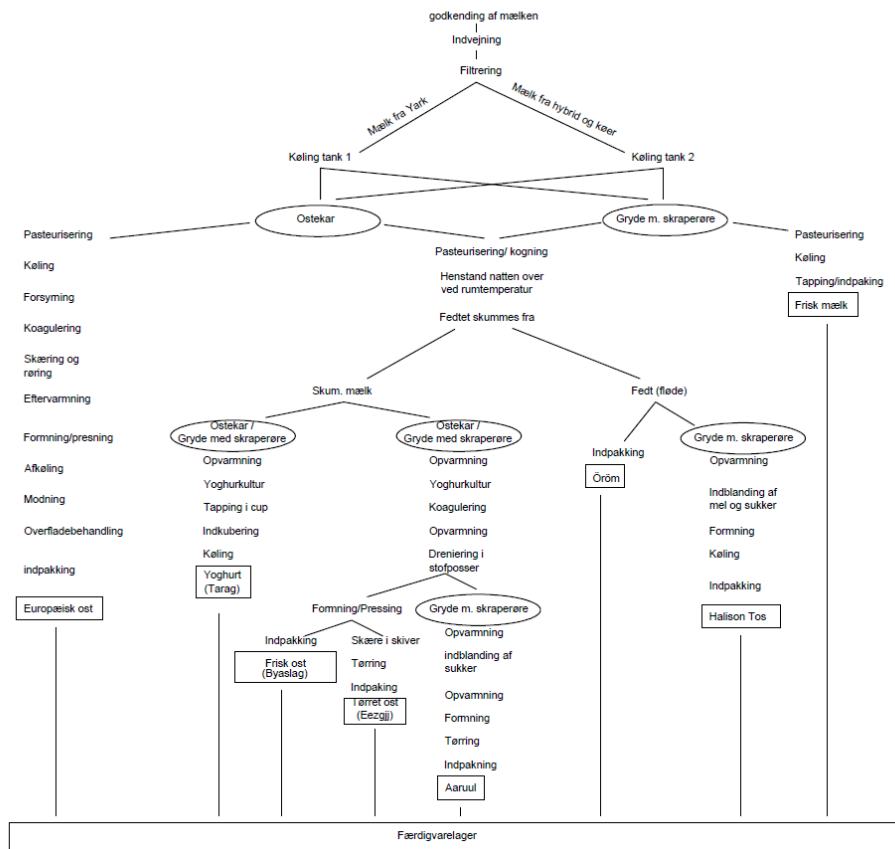 godkending af mælken
Indvejning
Filtrering
Mælk fra Yark
Mælk fra hybrid og køer
Køling tank 1
Køling tank 2
Ostekar
Gryde m. skraperøre
Pasteurisering
Køling
Forsyrning
Koagulering
Skæring og
røring
Eftervarmning
Formning/presning
Afkøling
Modning
Overfladebehandling
indpakking
Europæisk ost
Pasteurisering/ kogning
Henstand natten over
ved rumtemperatur
Fedtet skummes fra
Pasteurisering
Køling
Tapping/indpaking
Frisk mælk
Skum. mælk
Fedt (fløde)
Ostekar /
Gryde med skraperøre
Opvarmning
Yoghurkultur
Tapping i cup
Indkubering
Køling
Yoghurt
(Tarag)
Ostekar /
Gryde med skraperøre
Opvarmning
Yoghurkultur
Koagulering
Opvarmning
Dreniering i
stofposser
Formning/Pressing
Indpakking
Frisk ost
(Byaslag)
Skære i skiver
Tørring
Indpaking
Tørret ost
(Eezgjj)
Gryde m. skraperøre
Opvarmning
indblanding af
sukker
Opvarmning
Formning
Tørring
Indpakning
Aaruul
Indpakking
Öröm
Gryde m. skraperøre
Opvarmning
Indblanding af
mel og sukker
Formning
Køling
Indpakking
Halison Tos
Færdigvarelager